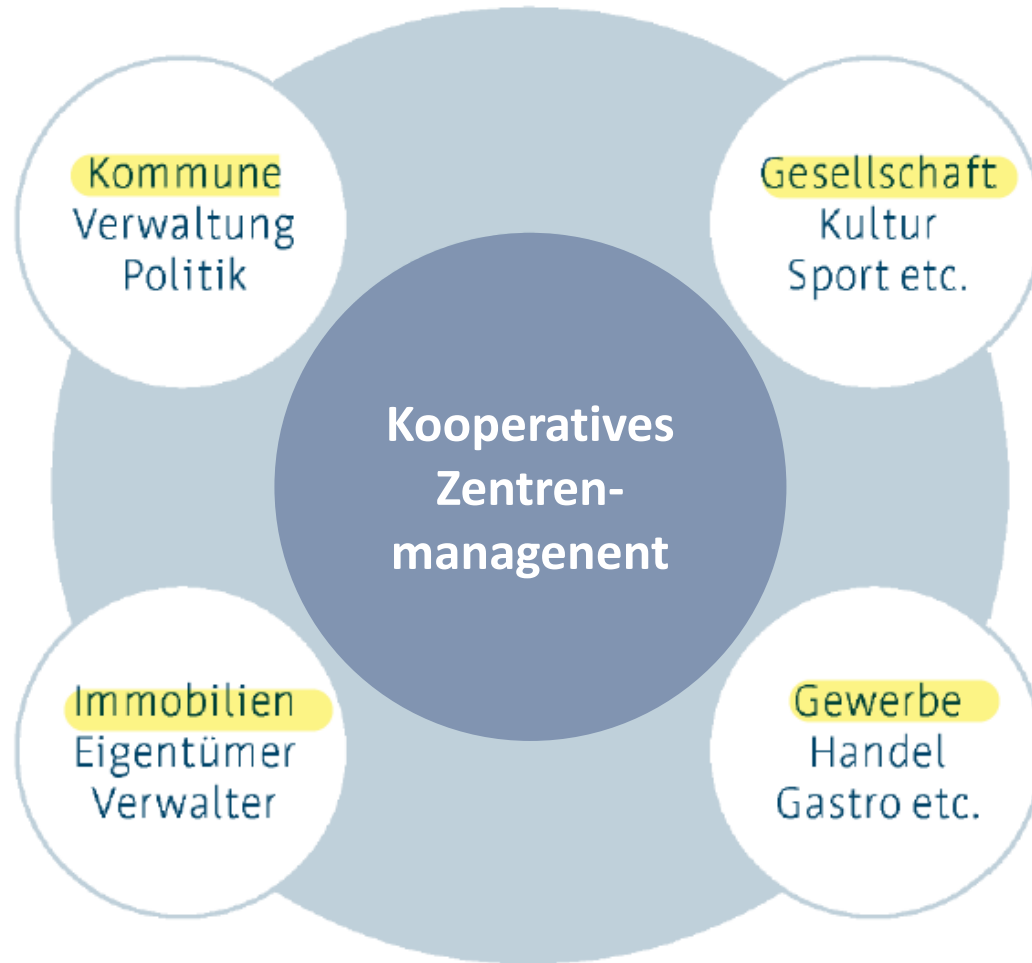 Kommune
Verwaltung
Politik
Gesellschaft
Kultur
Sport etc.
Kooperatives
Zentren-
managenent
Immobilien
Eigentümer
Verwalter
Gewerbe
Handel
Gastro etc.